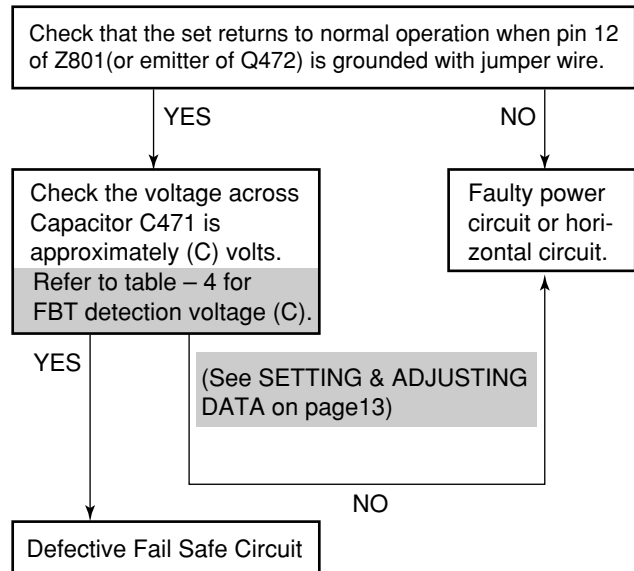 Check that the set returns to normal operation when pin 12
of Z801(or emitter of Q472) is grounded with jumper wire.
YES
NO
Check the voltage across
Capacitor C471 is
approximately (C) volts.
Refer to table – 4 for
FBT detection voltage (C).
Faulty power
circuit or hori-
zontal circuit.
YES
(See SETTING & ADJUSTING
DATA on page13)
NO
Defective Fail Safe Circuit